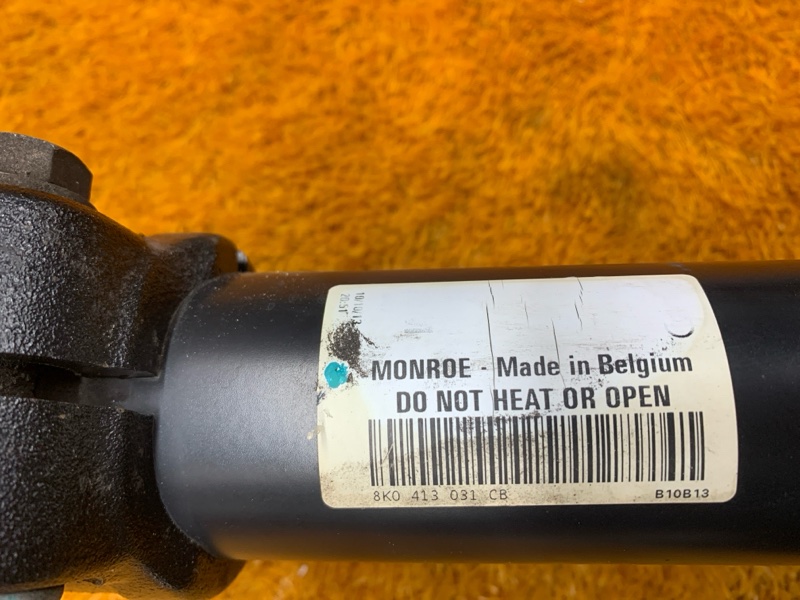 MONROE - Made in Belgium
DO NOT HEAT OR OPEN
8K0 413 031 CB B10B13